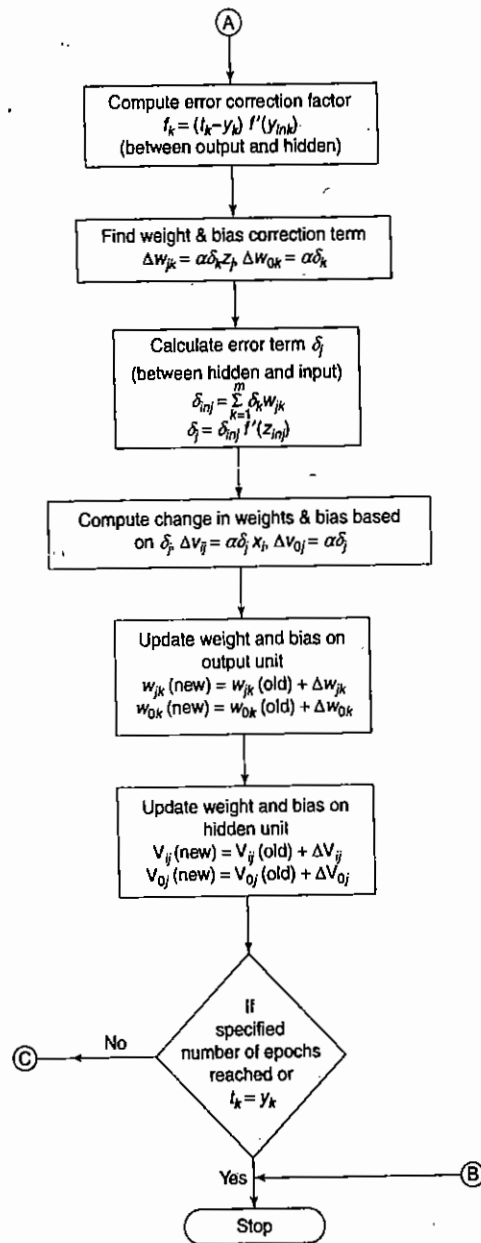 A
Compute error correction factor
f_k = (t_k–y_k) f′(y_ink)
(between output and hidden)
Find weight & bias correction term
Δw_jk = αδ_k z_j, Δw_0k = αδ_k
Calculate error term δ_j
(between hidden and input)
δ_inj = Σ_{k=1}^{m} δ_k w_jk
δ_j = δ_inj f′(z_inj)
Compute change in weights & bias based
on δ_j, Δv_ij = αδ_j x_i, Δv_0j = αδ_j
Update weight and bias on
output unit
w_jk (new) = w_jk (old) + Δw_jk
w_0k (new) = w_0k (old) + Δw_0k
Update weight and bias on
hidden unit
V_ij (new) = V_ij (old) + ΔV_ij
V_0j (new) = V_0j (old) + ΔV_0j
If
specified
number of epochs
reached or
t_k = y_k
No
C
Yes
B
Stop